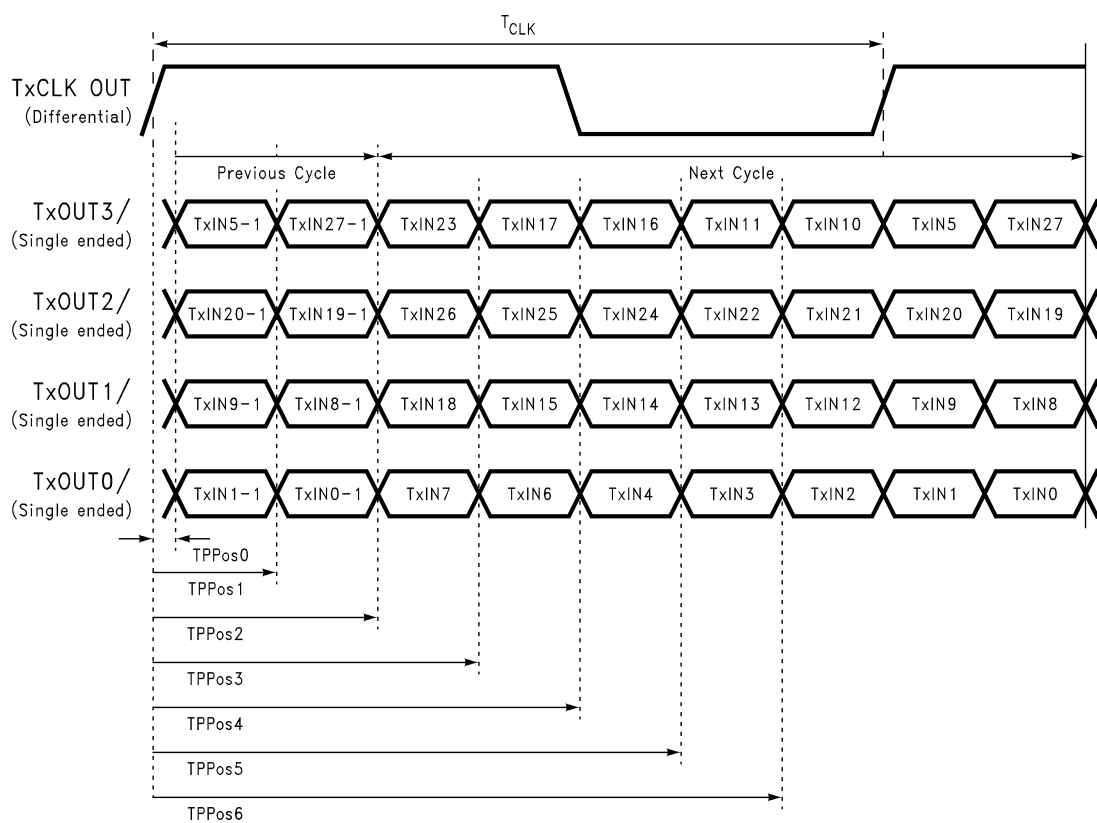 TCLK
TxCLK OUT
(Differential)
Previous Cycle
Next Cycle
TxOUT3/
(Single ended)
TxIN5-1 TxIN27-1 TxIN23 TxIN17 TxIN16 TxIN11 TxIN10 TxIN5 TxIN27
TxOUT2/
(Single ended)
TxIN20-1 TxIN19-1 TxIN26 TxIN25 TxIN24 TxIN22 TxIN21 TxIN20 TxIN19
TxOUT1/
(Single ended)
TxIN9-1 TxIN8-1 TxIN18 TxIN15 TxIN14 TxIN13 TxIN12 TxIN9 TxIN8
TxOUT0/
(Single ended)
TxIN1-1 TxIN0-1 TxIN7 TxIN6 TxIN4 TxIN3 TxIN2 TxIN1 TxIN0
TPPos0
TPPos1
TPPos2
TPPos3
TPPos4
TPPos5
TPPos6